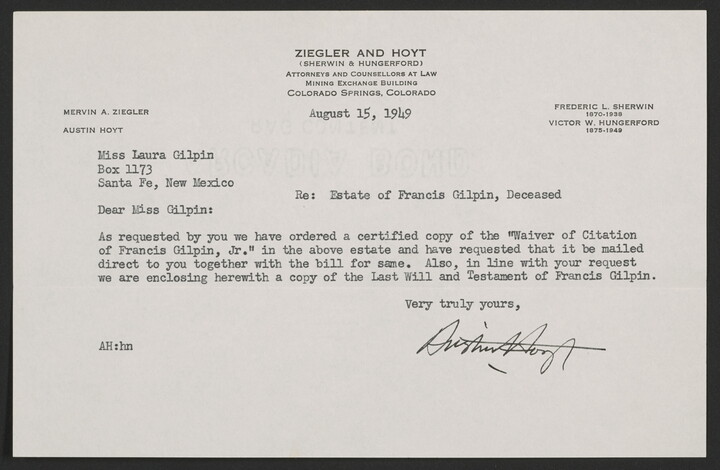 ZIEGLER AND HOYT
(SHERWIN & HUNGERFORD)
ATTORNEYS AND COUNSELLORS AT LAW
MINING EXCHANGE BUILDING
COLORADO SPRINGS, COLORADO
MERVIN A. ZIEGLER
AUSTIN HOYT
August 15, 1949
FREDERIC L. SHERWIN
1870-1938
VICTOR W. HUNGERFORD
1875-1949
Miss Laura Gilpin
Box 1173
Santa Fe, New Mexico
Re: Estate of Francis Gilpin, Deceased
Dear Miss Gilpin:
As requested by you we have ordered a certified copy of the "Waiver of Citation
of Francis Gilpin, Jr." in the above estate and have requested that it be mailed
direct to you together with the bill for same. Also, in line with your request
we are enclosing herewith a copy of the Last Will and Testament of Francis Gilpin.
Very truly yours,
Austin Hoyt
AH:hn